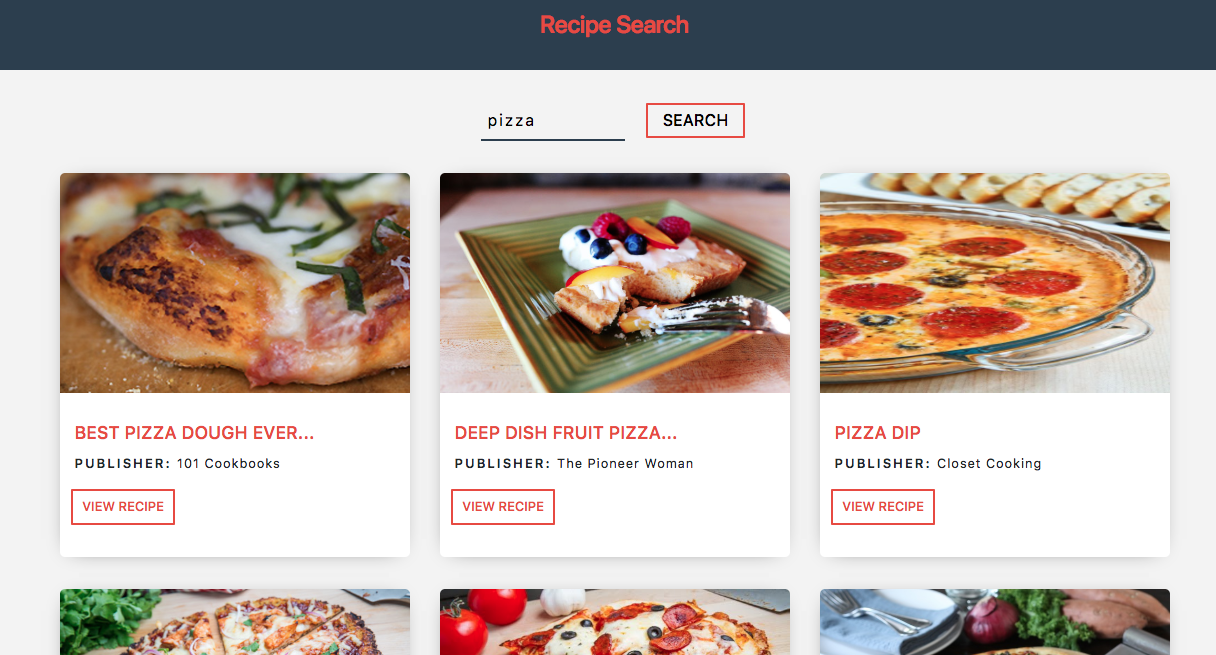 Recipe Search
pizza
SEARCH
BEST PIZZA DOUGH EVER...
PUBLISHER: 101 Cookbooks
VIEW RECIPE
DEEP DISH FRUIT PIZZA...
PUBLISHER: The Pioneer Woman
VIEW RECIPE
PIZZA DIP
PUBLISHER: Closet Cooking
VIEW RECIPE